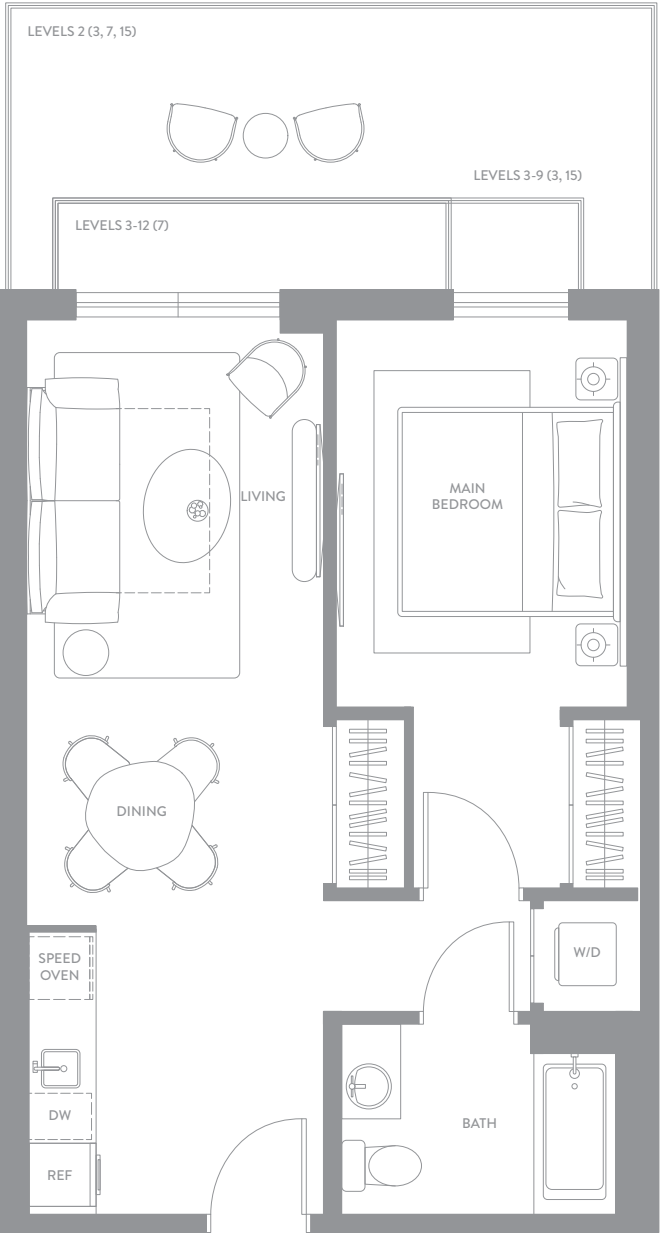 LEVELS 2 (3, 7, 15)
LEVELS 3-9 (3, 15)
LEVELS 3-12 (7)
LIVING
MAIN
BEDROOM
DINING
SPEED
OVEN
W/D
DW
BATH
REF